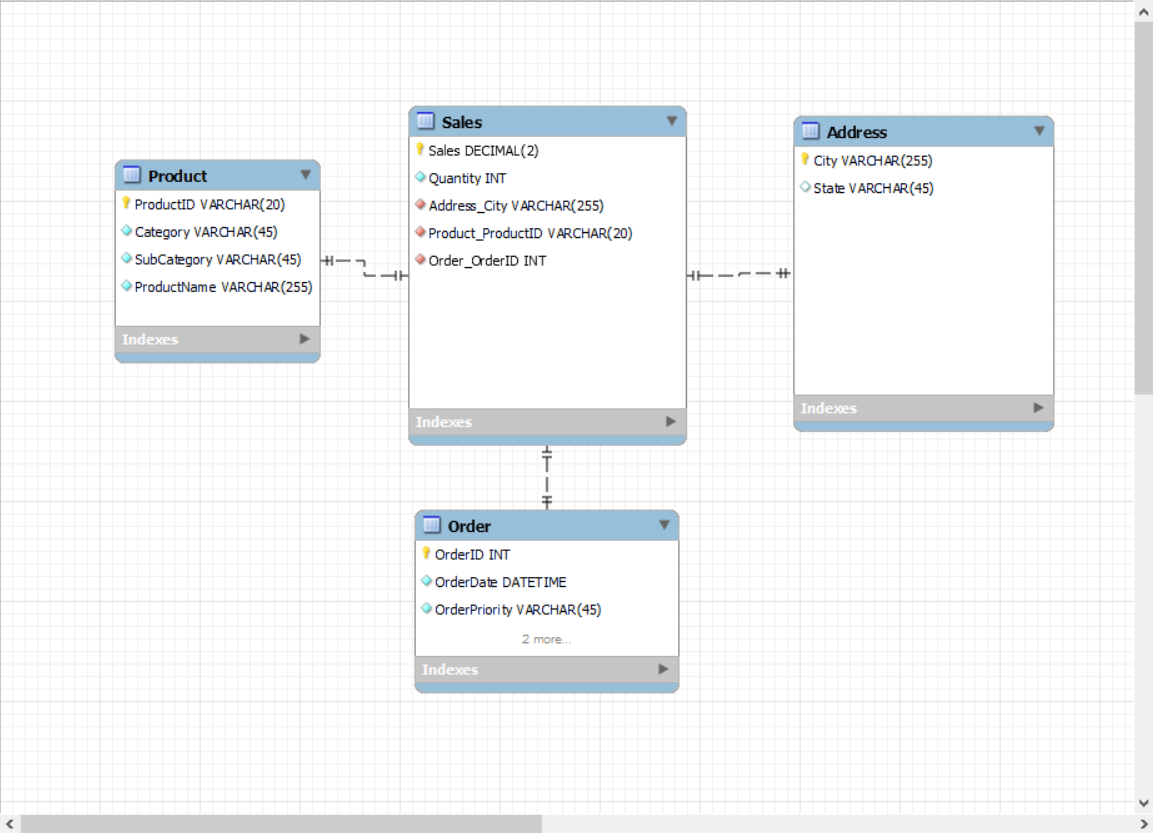 Product
ProductID VARCHAR(20)
Category VARCHAR(45)
SubCategory VARCHAR(45)
ProductName VARCHAR(255)
Indexes
Sales
Sales DECIMAL(2)
Quantity INT
Address_City VARCHAR(255)
Product_ProductID VARCHAR(20)
Order_OrderID INT
Indexes
Address
City VARCHAR(255)
State VARCHAR(45)
Indexes
Order
OrderID INT
OrderDate DATETIME
OrderPriority VARCHAR(45)
2 more...
Indexes